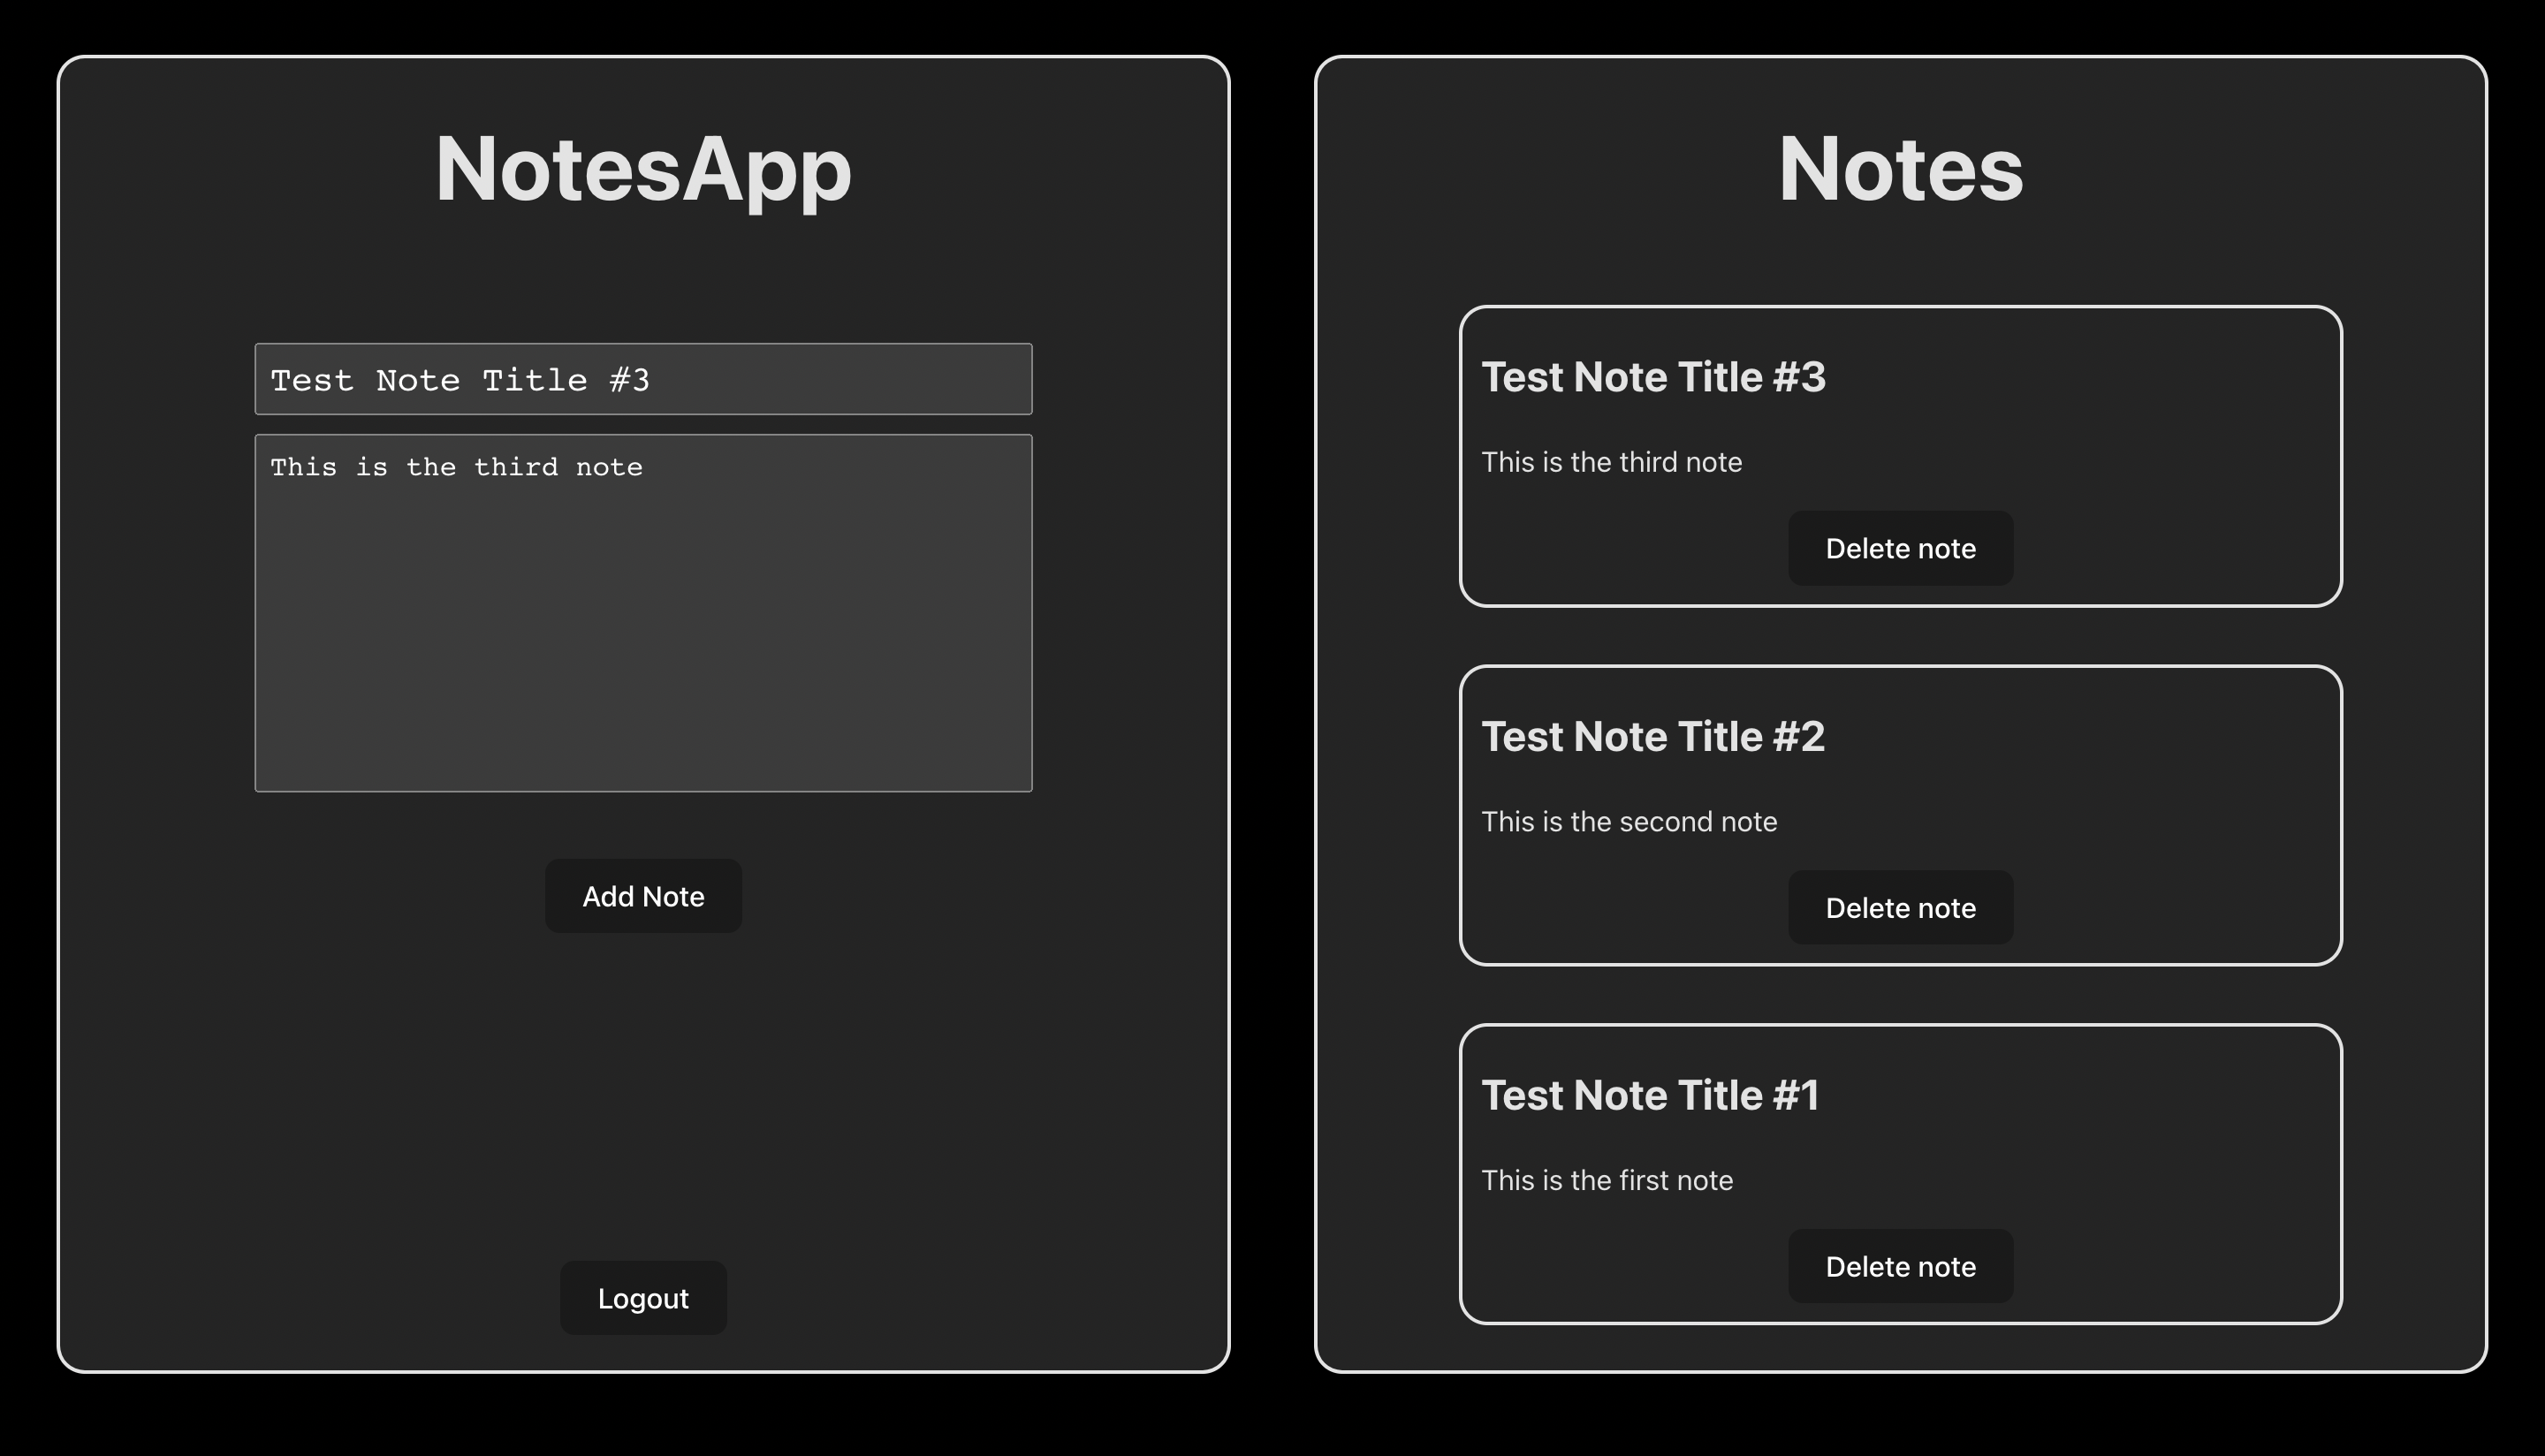 NotesApp
Test Note Title #3
This is the third note
Add Note
Logout
Notes
Test Note Title #3
This is the third note
Delete note
Test Note Title #2
This is the second note
Delete note
Test Note Title #1
This is the first note
Delete note